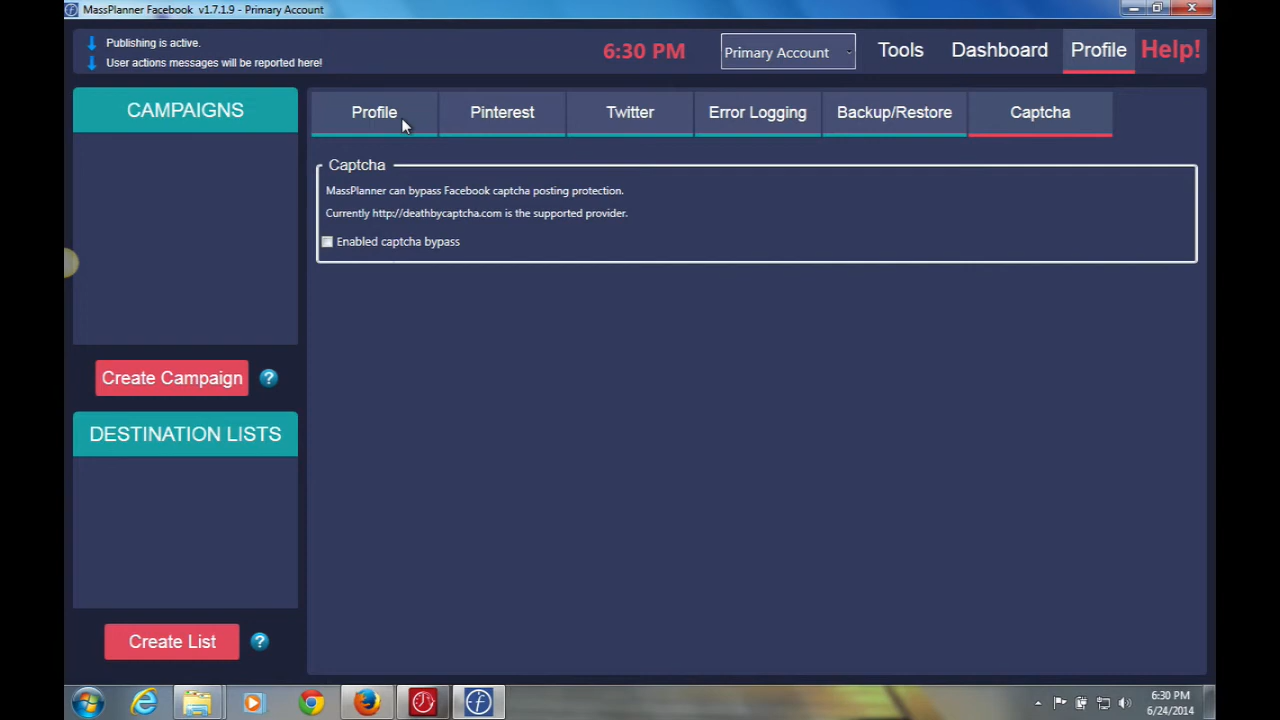 MassPlanner Facebook v1.7.1.9 - Primary Account
Publishing is active.
User actions messages will be reported here!
6:30 PM
Primary Account
Tools
Dashboard
Profile
Help!
CAMPAIGNS
Profile
Pinterest
Twitter
Error Logging
Backup/Restore
Captcha
Captcha
MassPlanner can bypass Facebook captcha posting protection.
Currently http://deathbycaptcha.com is the supported provider.
Enabled captcha bypass
Create Campaign
?
DESTINATION LISTS
Create List
?
6:30 PM
6/24/2014